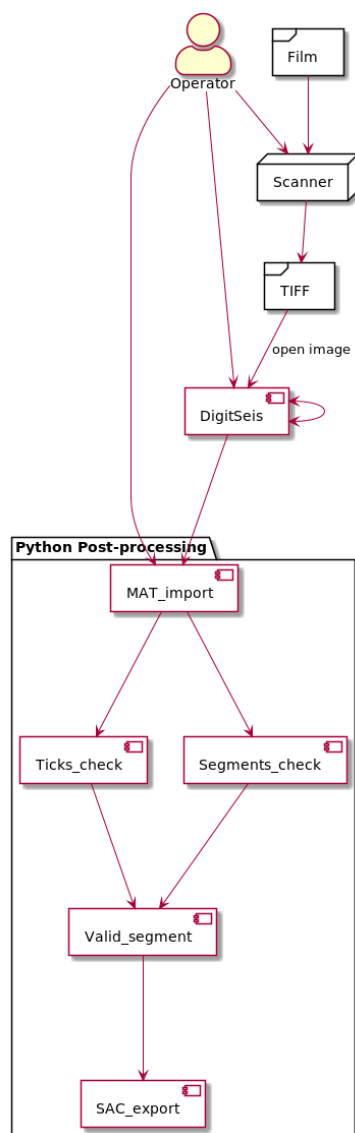 Film
Operator
Scanner
TIFF
open image
DigitSeis
Python Post-processing
MAT_import
Ticks_check
Segments_check
Valid_segment
SAC_export